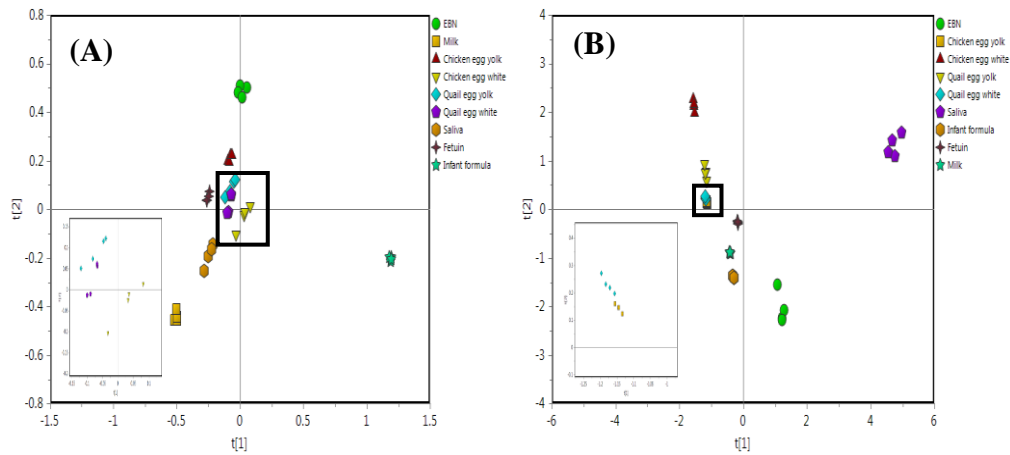 (A)
0.8
0.6
0.4
0.2
0
-0.2
-0.4
-0.6
-0.8
t[2]
-1.5
-1
-0.5
0
0.5
1
1.5
t[1]
EBN
Milk
Chicken egg yolk
Chicken egg white
Quail egg yolk
Quail egg white
Saliva
Fetuin
Infant formula
(B)
4
3
2
1
0
-1
-2
-3
-4
t[2]
-6
-4
-2
0
2
4
6
t[1]
EBN
Chicken egg yolk
Chicken egg white
Quail egg yolk
Quail egg white
Saliva
Infant formula
Fetuin
Milk